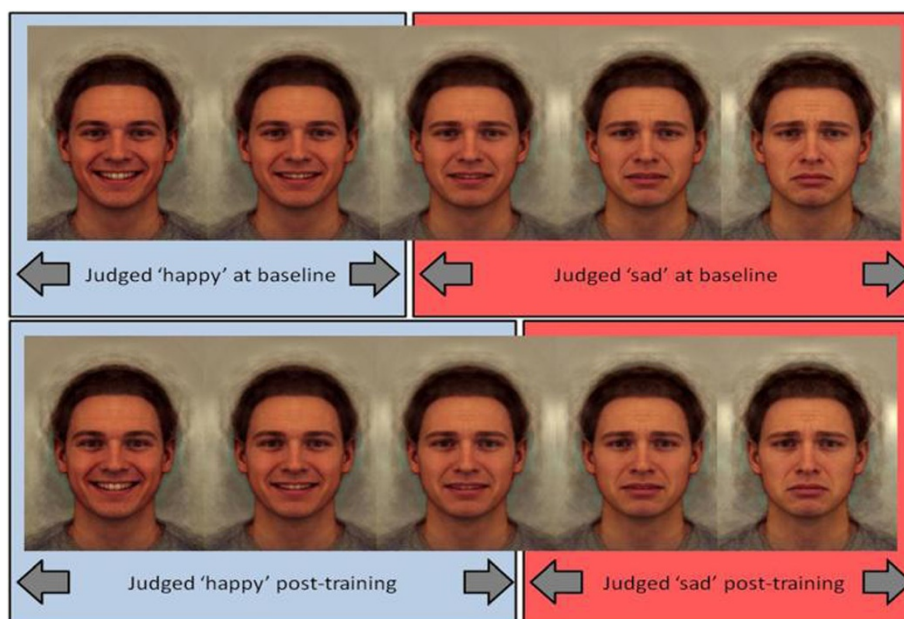 Judged ‘happy’ at baseline
Judged ‘sad’ at baseline
Judged ‘happy’ post-training
Judged ‘sad’ post-training